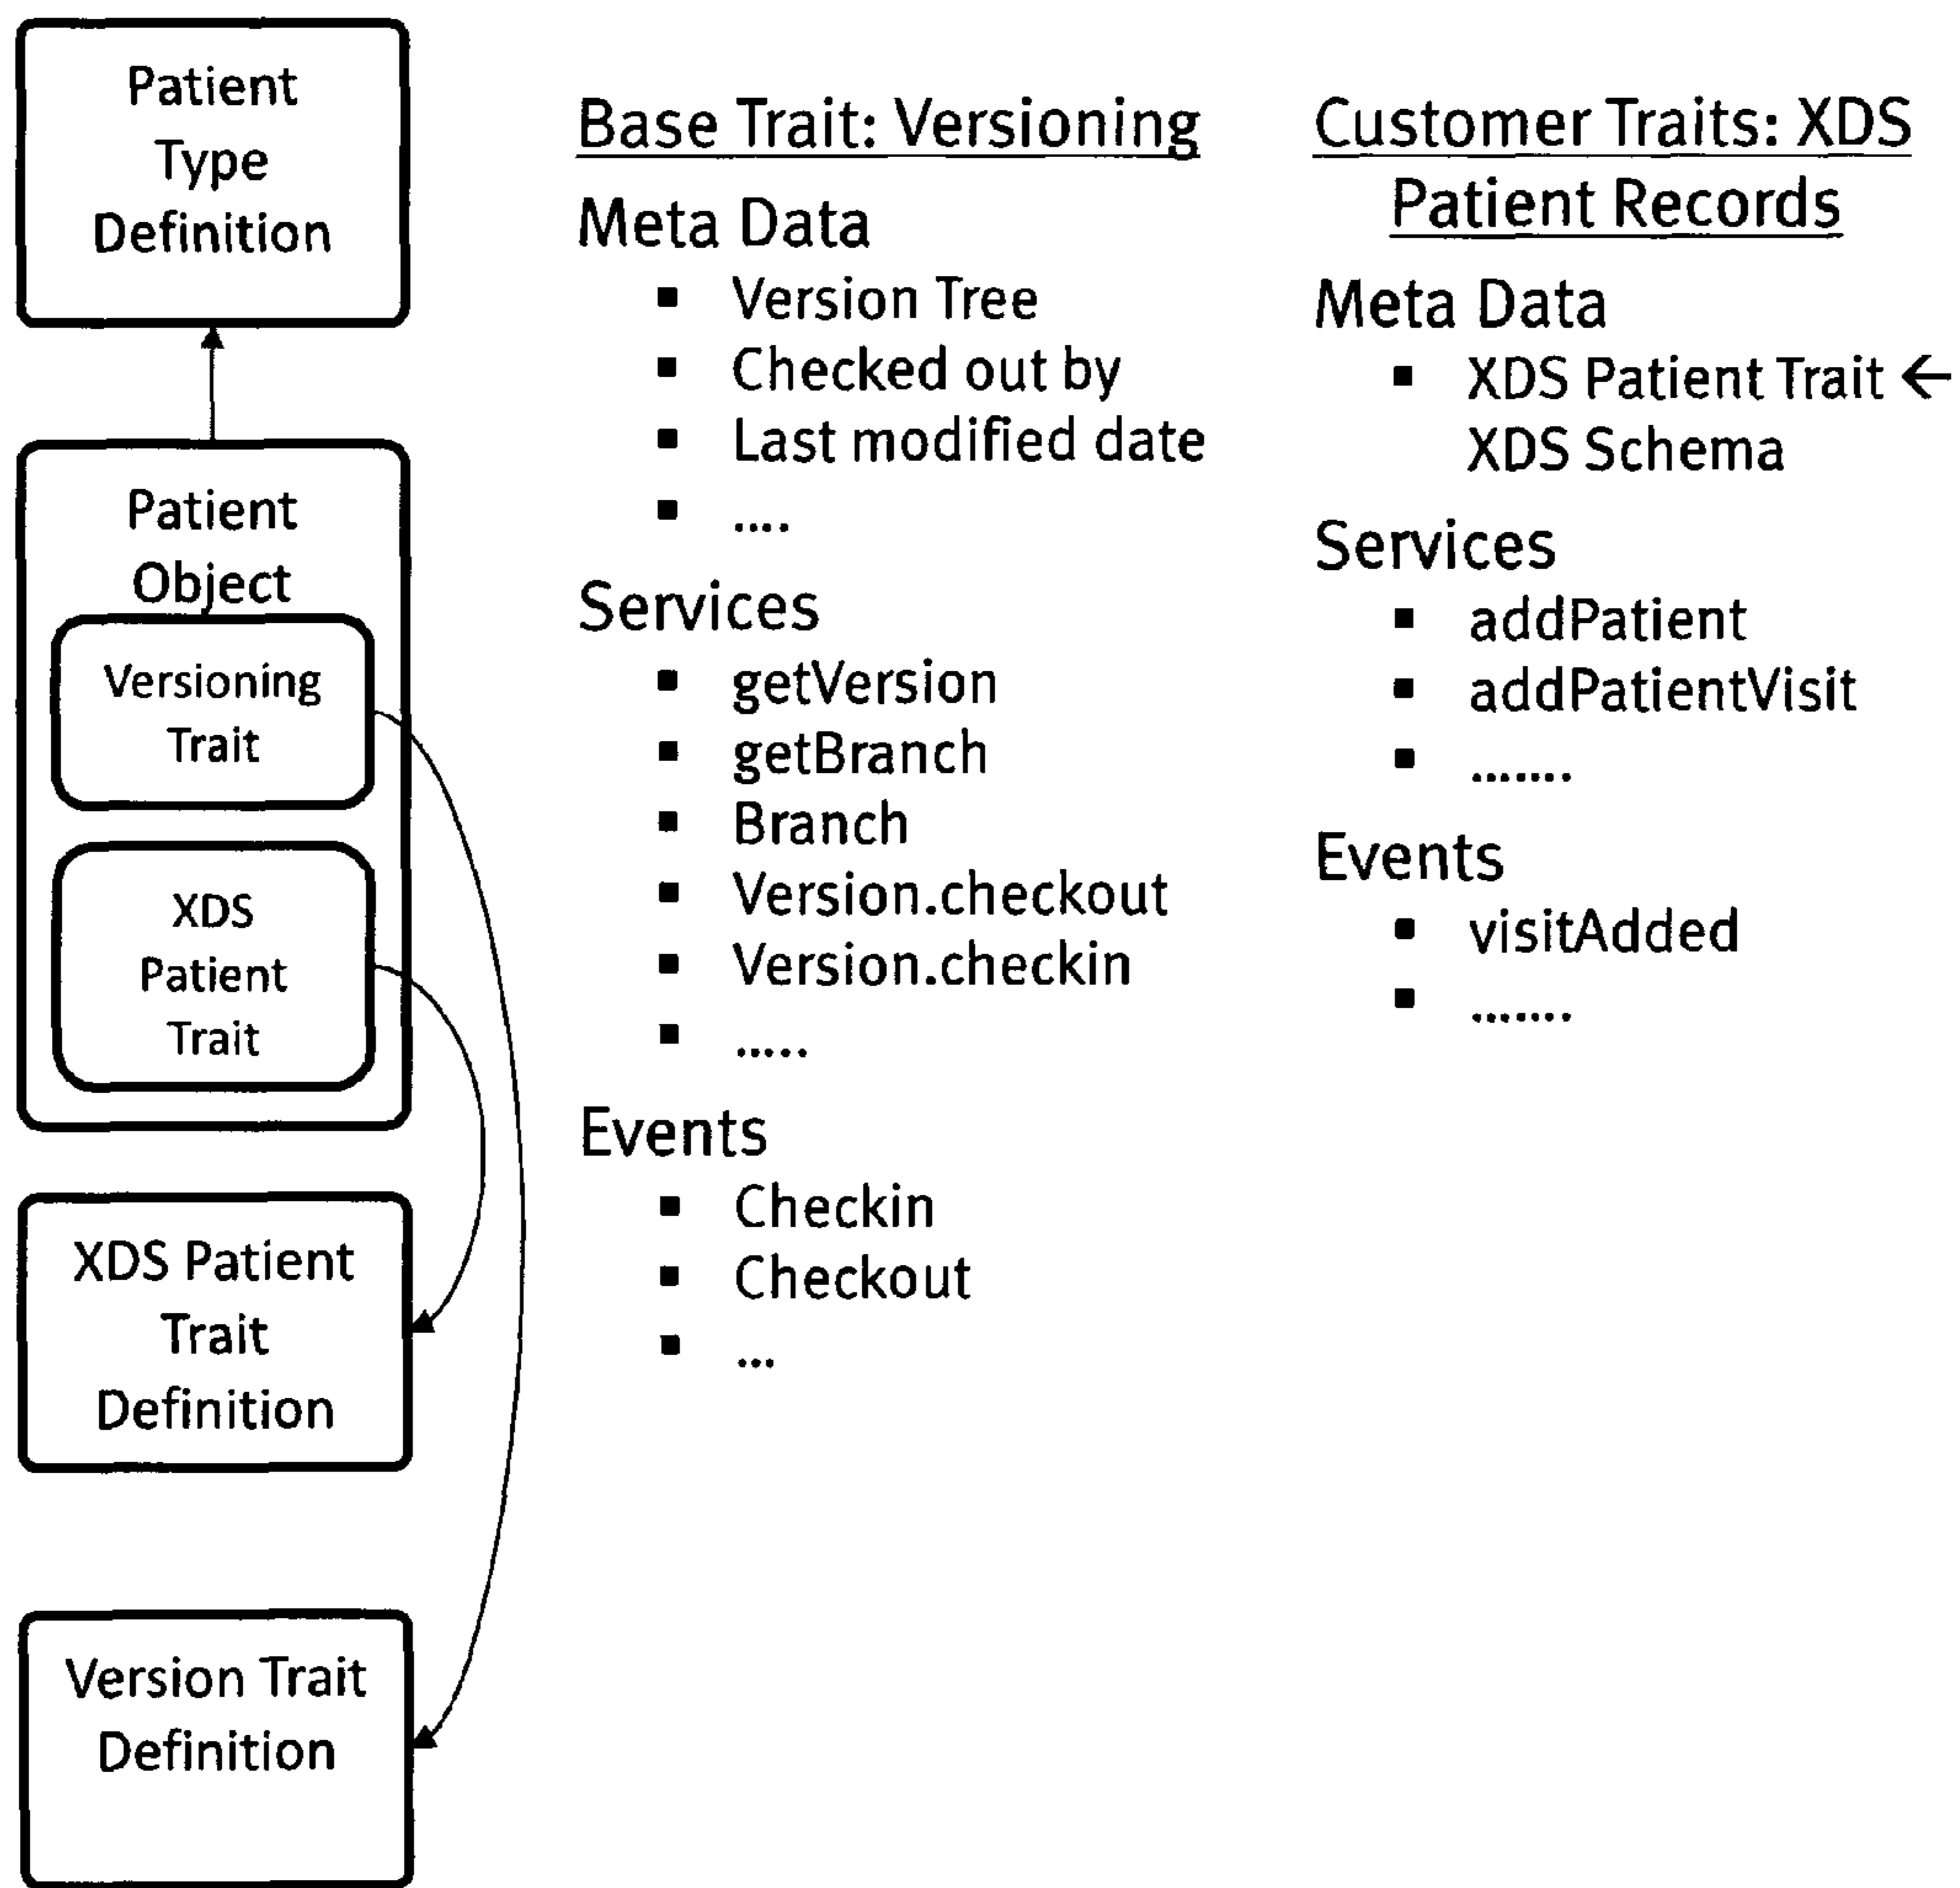 Patient
Type
Definition
Patient
Object
Versioning
Trait
XDS
Patient
Trait
XDS Patient
Trait
Definition
Version Trait
Definition
Base Trait: Versioning
Meta Data
▪ Version Tree
▪ Checked out by
▪ Last modified date
▪ ....
Services
▪ getVersion
▪ getBranch
▪ Branch
▪ Version.checkout
▪ Version.checkin
▪ .....
Events
▪ Checkin
▪ Checkout
▪ ...
Customer Traits: XDS
Patient Records
Meta Data
▪ XDS Patient Trait ←
XDS Schema
Services
▪ addPatient
▪ addPatientVisit
▪ .......
Events
▪ visitAdded
▪ .......